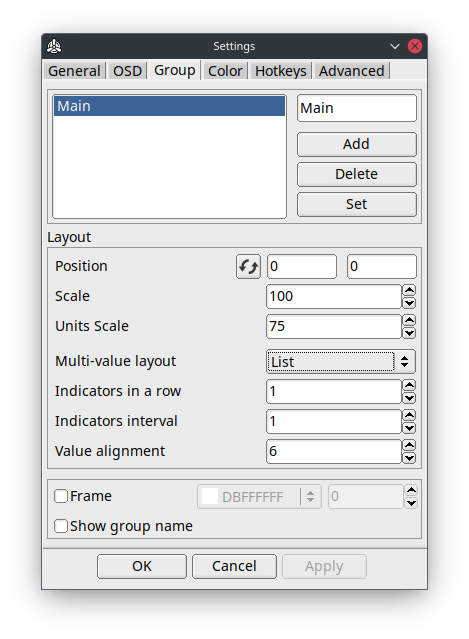 Settings
General OSD Group Color Hotkeys Advanced
Main
Main
Add
Delete
Set
Layout
Position 0 0
Scale 100
Units Scale 75
Multi-value layout List
Indicators in a row 1
Indicators interval 1
Value alignment 6
Frame DBFFFFFF 0
Show group name
OK Cancel Apply